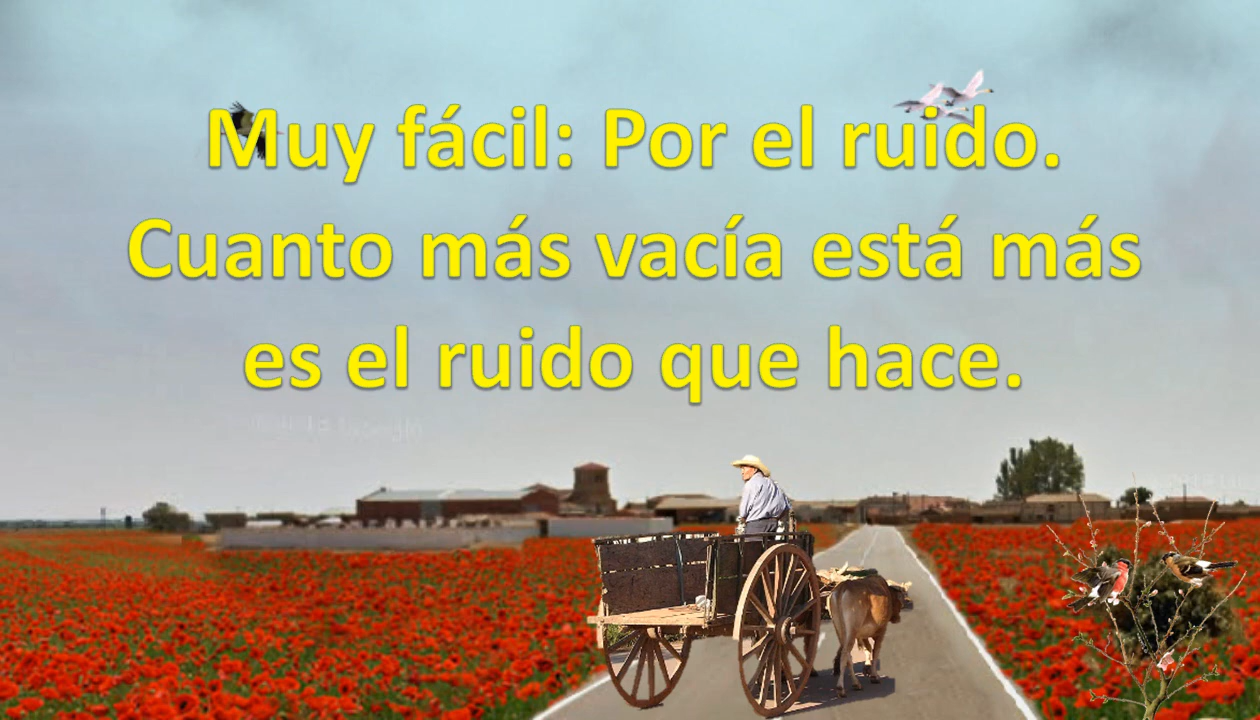 Muy fácil: Por el ruido.
Cuanto más vacía está más
es el ruido que hace.